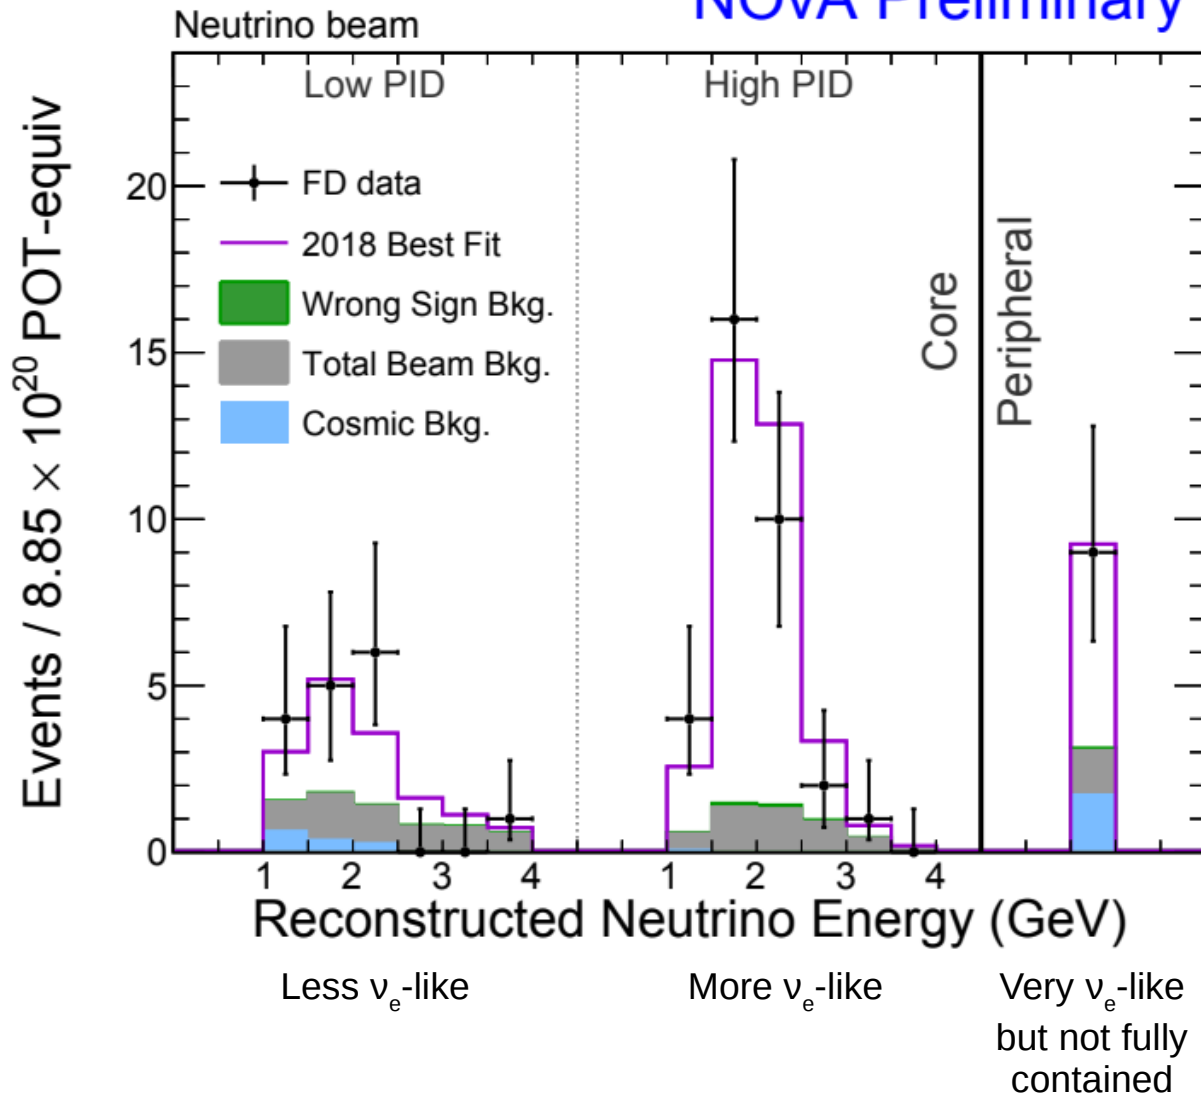 Neutrino beam
NOvA Preliminary
Low PID
High PID
FD data
2018 Best Fit
Wrong Sign Bkg.
Total Beam Bkg.
Cosmic Bkg.
Core
Peripheral
Events / 8.85 × 10²⁰ POT-equiv
20
15
10
5
0
1 2 3 4 1 2 3 4
Reconstructed Neutrino Energy (GeV)
Less νₑ-like
More νₑ-like
Very νₑ-like
but not fully
contained